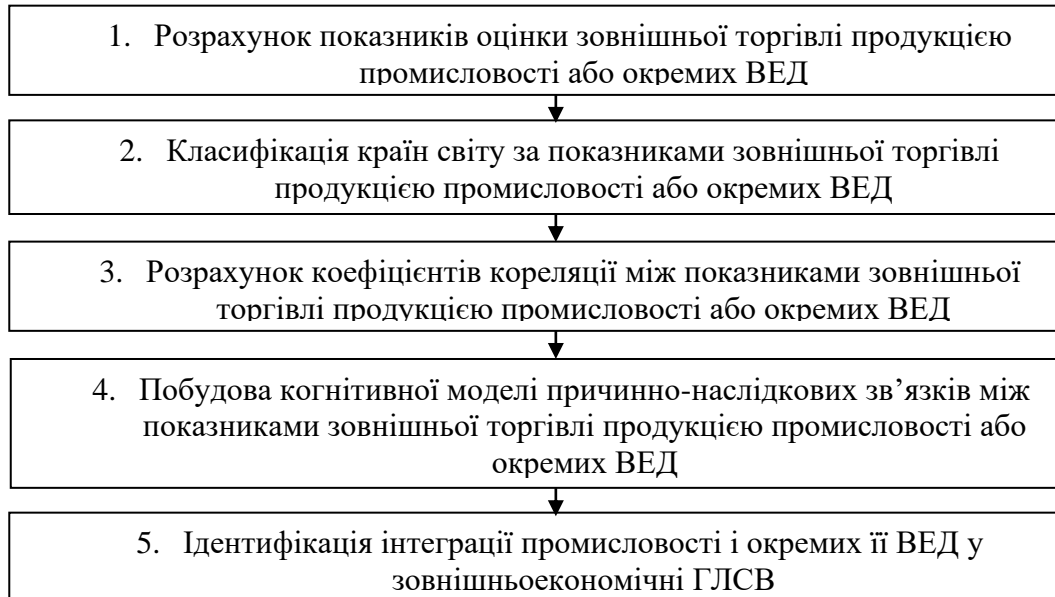 1. Розрахунок показників оцінки зовнішньої торгівлі продукцією
промисловості або окремих ВЕД
2. Класифікація країн світу за показниками зовнішньої торгівлі
продукцією промисловості або окремих ВЕД
3. Розрахунок коефіцієнтів кореляції між показниками зовнішньої
торгівлі продукцією промисловості або окремих ВЕД
4. Побудова когнітивної моделі причинно-наслідкових зв’язків між
показниками зовнішньої торгівлі продукцією промисловості або
окремих ВЕД
5. Ідентифікація інтеграції промисловості і окремих її ВЕД у
зовнішньоекономічні ГЛСВ